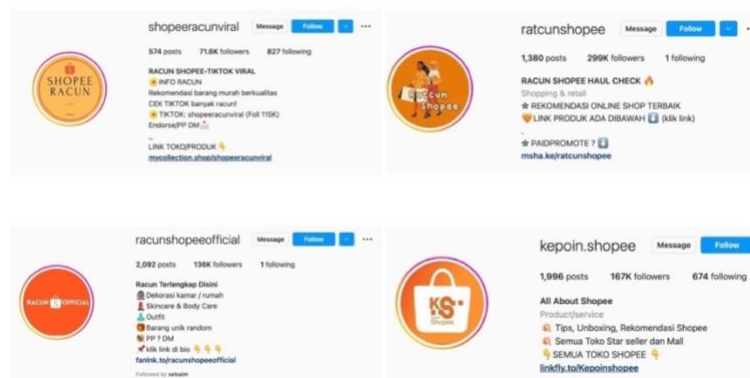 shopeeracunviral Message Follow
574 posts 71.6K followers 827 following
SHOPEE
RACUN
RACUN SHOPEE-TIKTOK VIRAL
INFO RACUN
Rekomendasi barang murah berkualitas
CEK TIKTOK banyak racun!
TIKTOK: shopeeracunviral (Foll 115K)
Endorse/PP DM
LINK TOKO/PRODUK
mycollection.shop/shopeeracunviral
ratcunshopee Message Follow
1,380 posts 299K followers 1 following
Shopee
RACUN SHOPEE HAUL CHECK
Shopping & retail
REKOMENDASI ONLINE SHOP TERBAIK
LINK PRODUK ADA DIBAWAH (klik link)
PAIDPROMOTE ?
msha.ke/ratcunshopee
racunshopeeofficial Message Follow
2,092 posts 136K followers 1 following
RACUN OFFICIAL
Racun Terlengkap Disini
Dekorasi kamar / rumah
Skincare & Body Care
Outfit
Barang unik random
PP ? DM
klik link di bio
fanlnk.to/racunshopeeofficial
Followed by
kepoin.shopee Message Follow
1,996 posts 167K followers 674 following
KS
Shopee
All About Shopee
Product/service
Tips, Unboxing, Rekomendasi Shopee
Semua Toko Star seller dan Mall
SEMUA TOKO SHOPEE
linkfly.to/Kepoinshopee